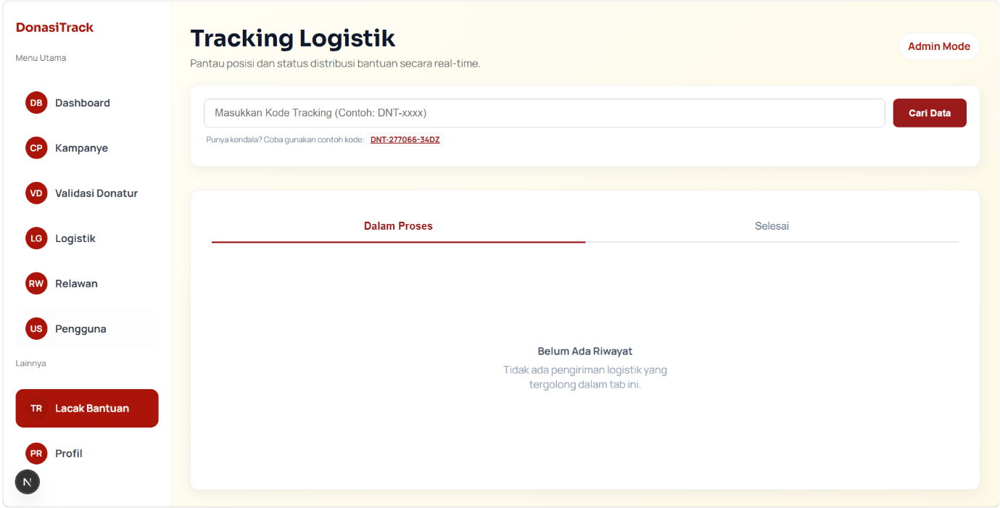 DonasiTrack
Menu Utama
DB Dashboard
CP Kampanye
VD Validasi Donatur
LG Logistik
RW Relawan
US Pengguna
Lainnya
TR Lacak Bantuan
PR Profil
N
Tracking Logistik
Pantau posisi dan status distribusi bantuan secara real-time.
Admin Mode
Masukkan Kode Tracking (Contoh: DNT-xxxx)
Cari Data
Punya kendala? Coba gunakan contoh kode: DNT-277066-34DZ
Dalam Proses
Selesai
Belum Ada Riwayat
Tidak ada pengiriman logistik yang
tergolong dalam tab ini.